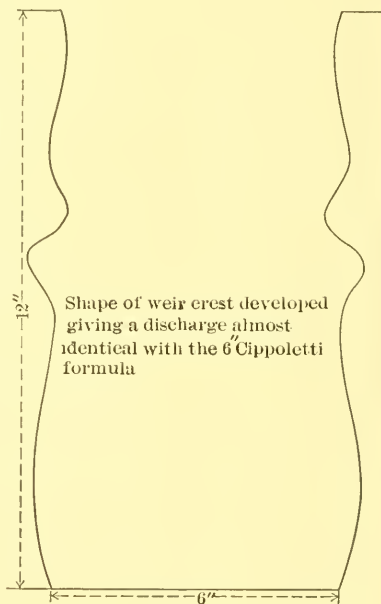 12"
Shape of weir crest developed
giving a discharge almost
identical with the 6" Cippoletti
formula
6"